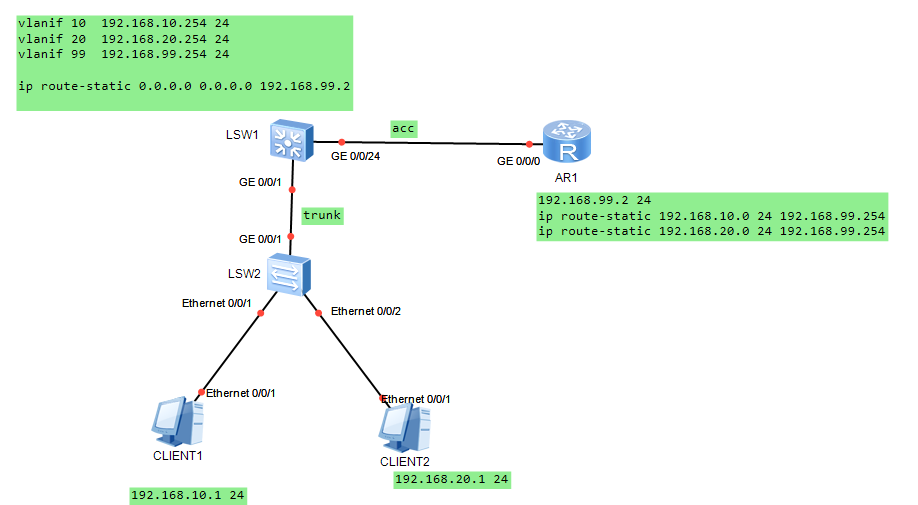 vlanif 10  192.168.10.254 24
vlanif 20  192.168.20.254 24
vlanif 99  192.168.99.254 24
ip route-static 0.0.0.0 0.0.0.0 192.168.99.2
LSW1
acc
GE 0/0/24
GE 0/0/0
AR1
GE 0/0/1
192.168.99.2 24
ip route-static 192.168.10.0 24 192.168.99.254
ip route-static 192.168.20.0 24 192.168.99.254
trunk
GE 0/0/1
LSW2
Ethernet 0/0/1
Ethernet 0/0/2
Ethernet 0/0/1
Ethernet 0/0/1
CLIENT1
CLIENT2
192.168.20.1 24
192.168.10.1 24